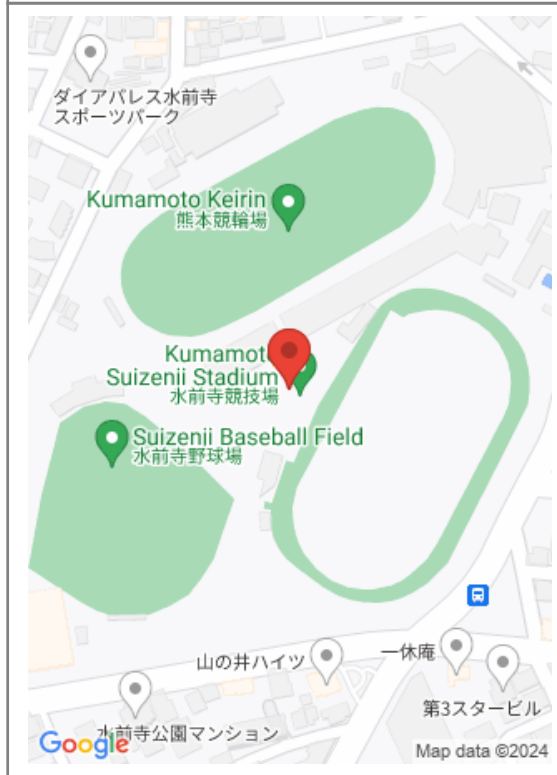 ダイアパレス水前寺
スポーツパーク
Kumamoto Keirin
熊本競輪場
Kumamoto
Suizenji Stadium
水前寺競技場
Suizenji Baseball Field
水前寺野球場
山の井ハイツ
一休庵
第3スタービル
水前寺公園マンション
Google
Map data ©2024